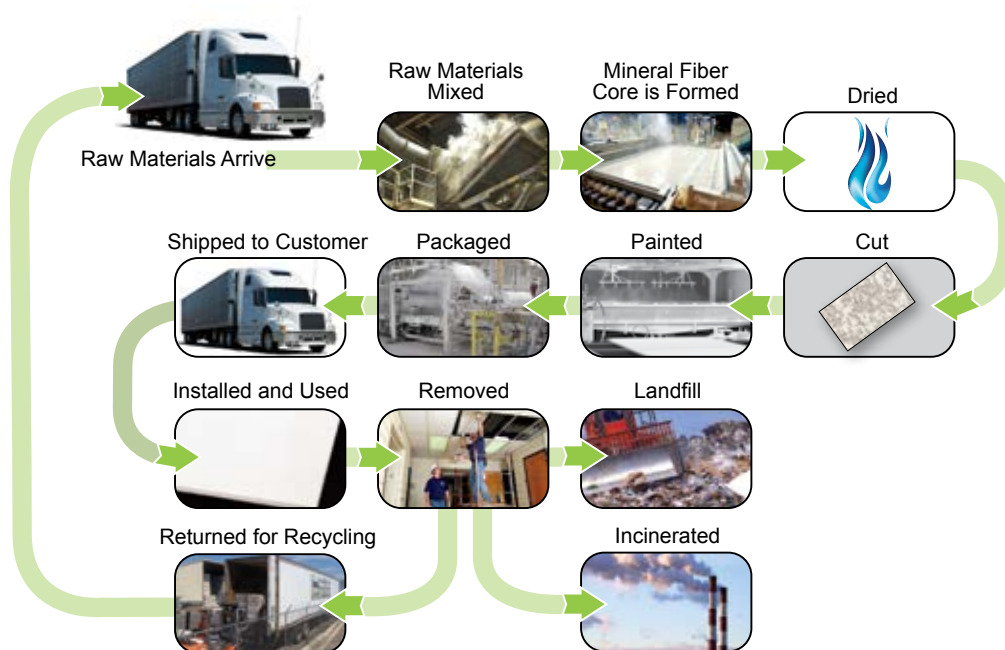 Raw Materials Arrive
Raw Materials
Mixed
Mineral Fiber
Core is Formed
Dried
Cut
Painted
Packaged
Shipped to Customer
Installed and Used
Removed
Landfill
Returned for Recycling
Incinerated